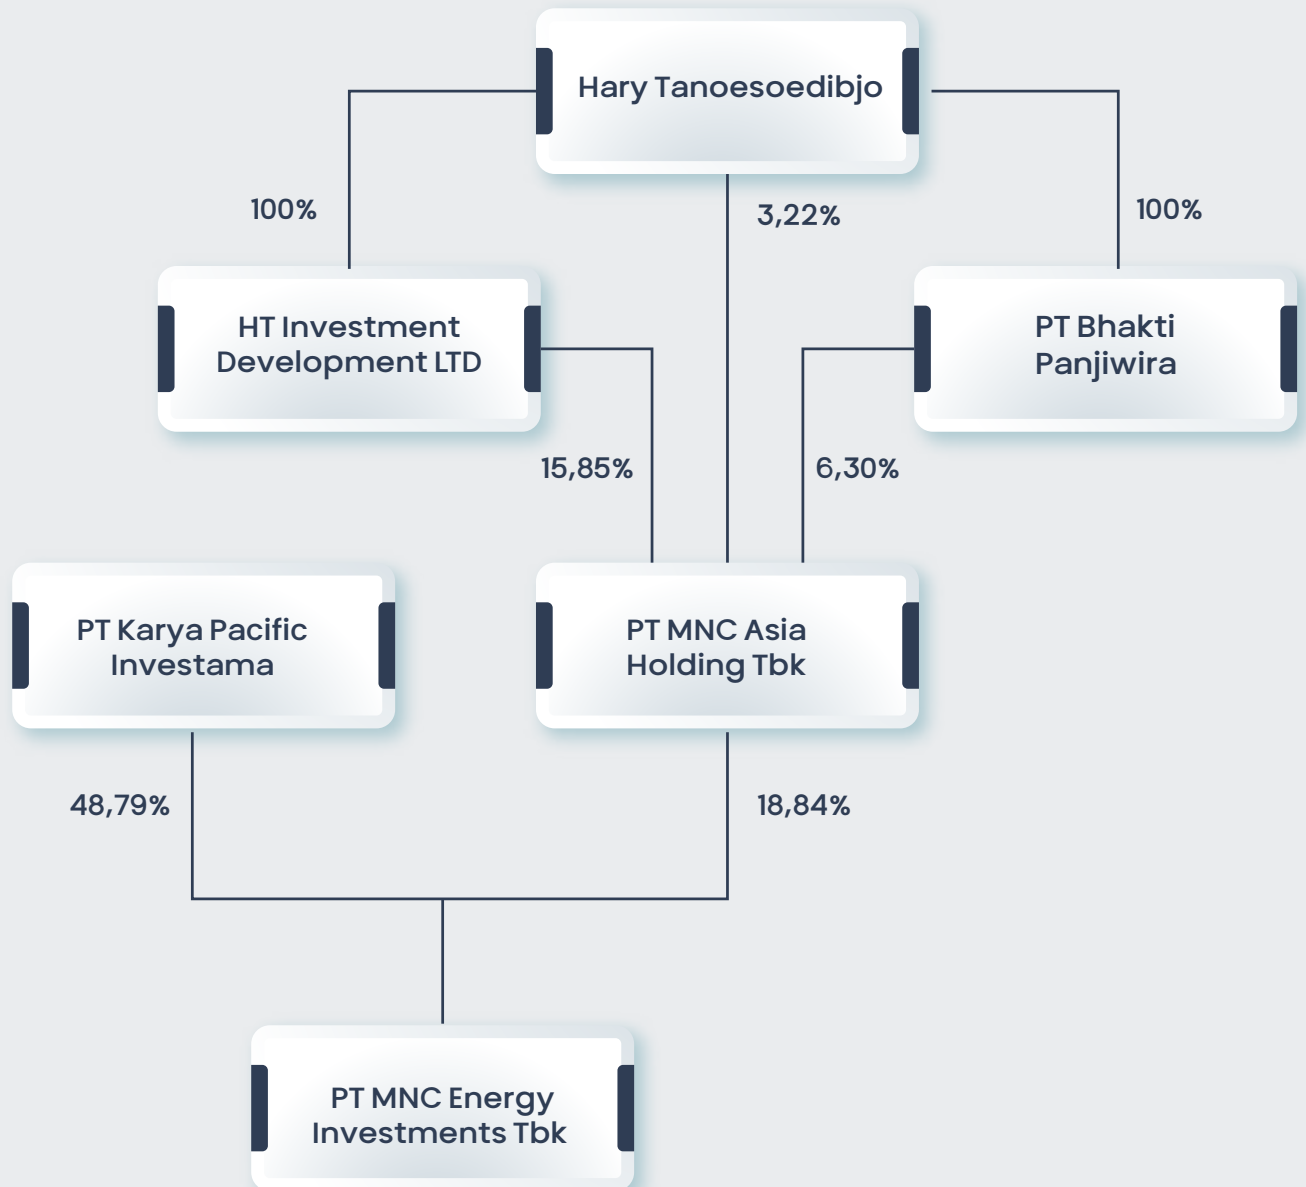 Hary Tanoesoedibjo
100%
3,22%
100%
HT Investment
Development LTD
PT Bhakti
Panjiwira
15,85%
6,30%
PT Karya Pacific
Investama
PT MNC Asia
Holding Tbk
48,79%
18,84%
PT MNC Energy
Investments Tbk